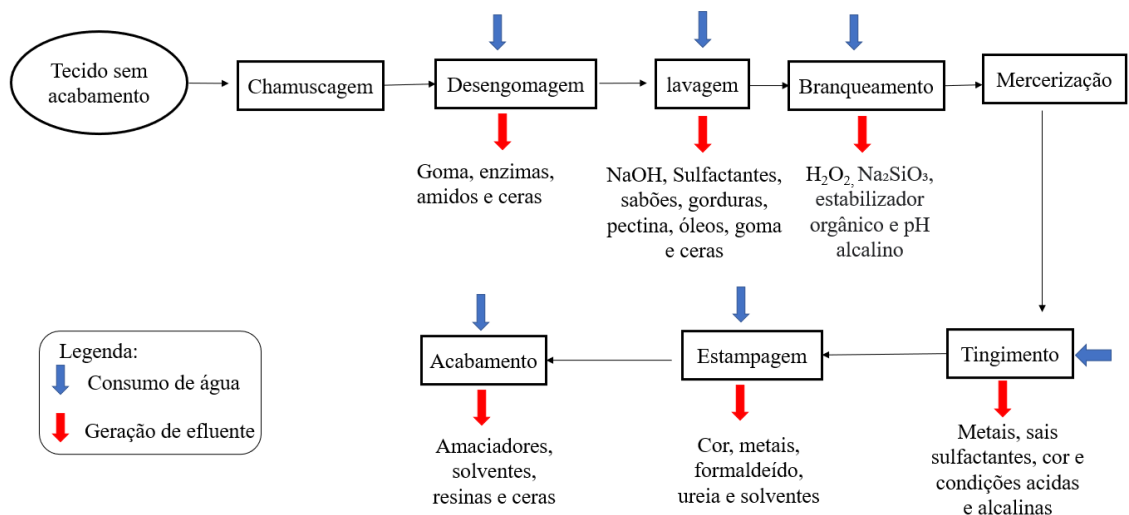 Tecido sem
acabamento
Chamuscagem
Desengomagem
lavagem
Branqueamento
Mercerização
Goma, enzimas,
amidos e ceras
NaOH, Sulfactantes,
sabões, gorduras,
pectina, óleos, goma
e ceras
H₂O₂, Na₂SiO₃,
estabilizador
orgânico e pH
alcalino
Legenda:
Consumo de água
Geração de efluente
Acabamento
Estampagem
Tingimento
Amaciadores,
solventes,
resinas e ceras
Cor, metais,
formaldeído,
ureia e solventes
Metais, sais
sulfactantes, cor e
condições acidas
e alcalinas